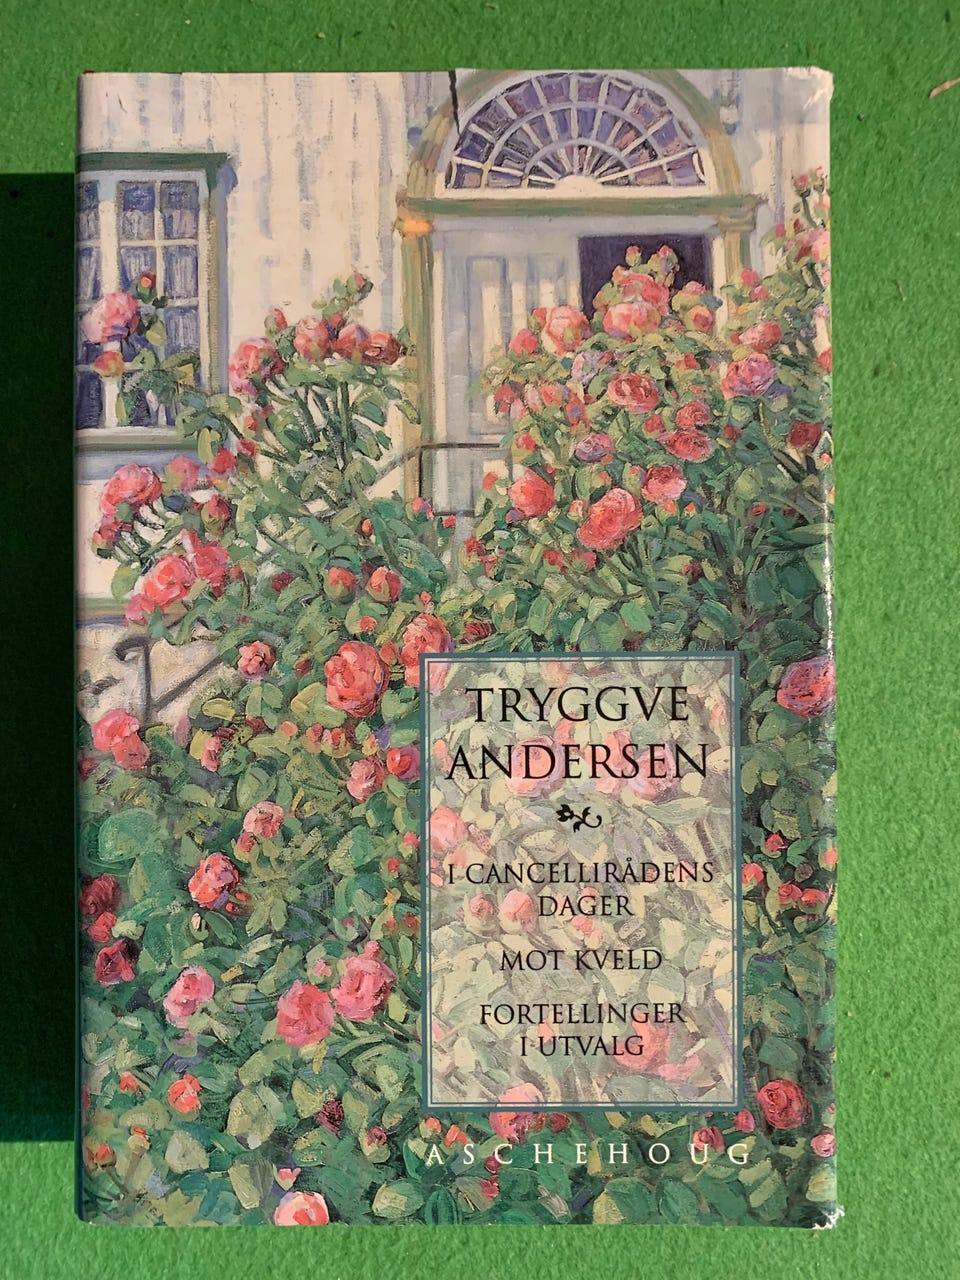 TRYGGVE
ANDERSEN
I CANCELLIRÅDENS
DAGER
MOT KVELD
FORTELLINGER
I UTVALG
ASCHEHOUG